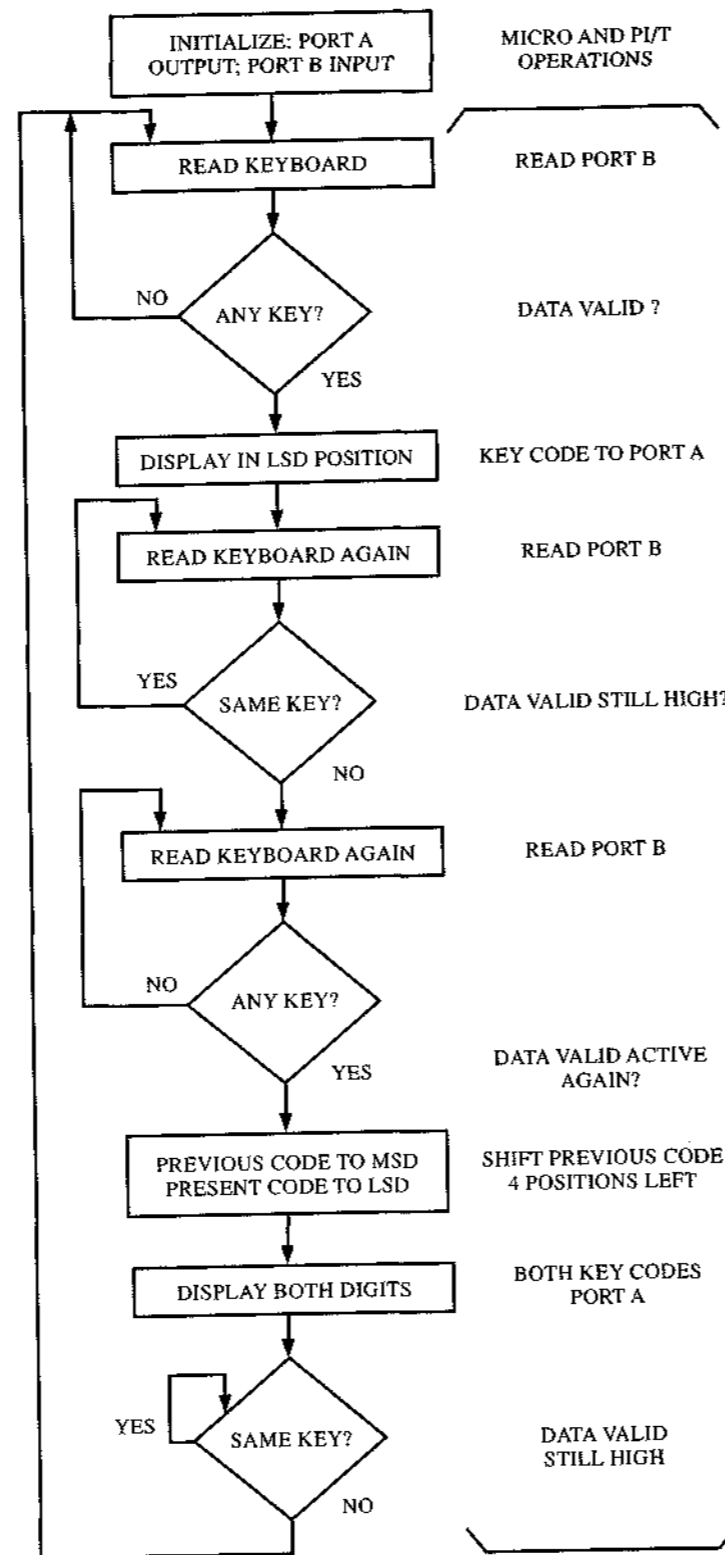 INITIALIZE: PORT A
OUTPUT; PORT B INPUT
MICRO AND PI/T
OPERATIONS
READ KEYBOARD
READ PORT B
NO
ANY KEY?
DATA VALID ?
YES
DISPLAY IN LSD POSITION
KEY CODE TO PORT A
READ KEYBOARD AGAIN
READ PORT B
YES
SAME KEY?
DATA VALID STILL HIGH?
NO
READ KEYBOARD AGAIN
READ PORT B
NO
ANY KEY?
YES
DATA VALID ACTIVE
AGAIN?
PREVIOUS CODE TO MSD
PRESENT CODE TO LSD
SHIFT PREVIOUS CODE
4 POSITIONS LEFT
DISPLAY BOTH DIGITS
BOTH KEY CODES
PORT A
YES
SAME KEY?
DATA VALID
STILL HIGH
NO